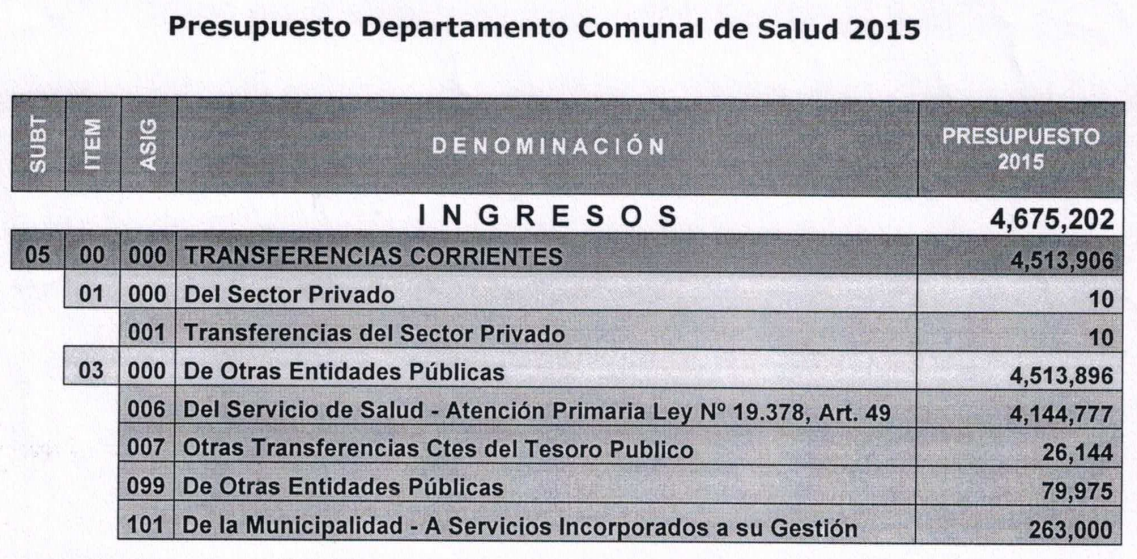 Presupuesto Departamento Comunal de Salud 2015
SUBT ITEM ASIG DENOMINACIÓN PRESUPUESTO 2015
INGRESOS 4,675,202
05 00 000 TRANSFERENCIAS CORRIENTES 4,513,906
01 000 Del Sector Privado 10
001 Transferencias del Sector Privado 10
03 000 De Otras Entidades Públicas 4,513,896
006 Del Servicio de Salud - Atención Primaria Ley Nº 19.378, Art. 49 4,144,777
007 Otras Transferencias Ctes del Tesoro Publico 26,144
099 De Otras Entidades Públicas 79,975
101 De la Municipalidad - A Servicios Incorporados a su Gestión 263,000